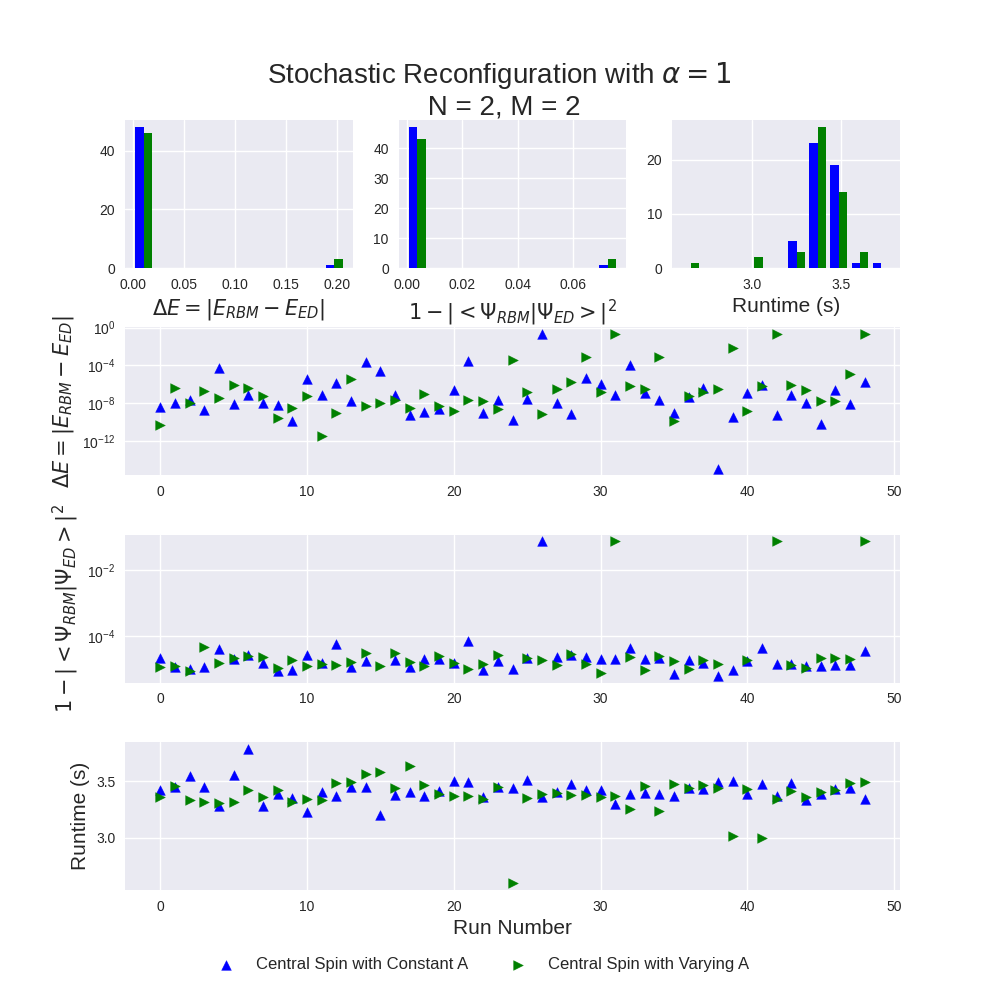 Stochastic Reconfiguration with α = 1
N = 2, M = 2
40
20
0
0.00 0.05 0.10 0.15 0.20
ΔE = |E_RBM − E_ED|
40
30
20
10
0
0.00 0.02 0.04 0.06
1 − | < Ψ_RBM|Ψ_ED > |²
20
10
0
3.0 3.5
Runtime (s)
ΔE = |E_RBM − E_ED|
10⁰
10⁻⁴
10⁻⁸
10⁻¹²
0 10 20 30 40 50
1 − | < Ψ_RBM|Ψ_ED > |²
10⁻²
10⁻⁴
0 10 20 30 40 50
Runtime (s)
3.5
3.0
0 10 20 30 40 50
Run Number
Central Spin with Constant A Central Spin with Varying A